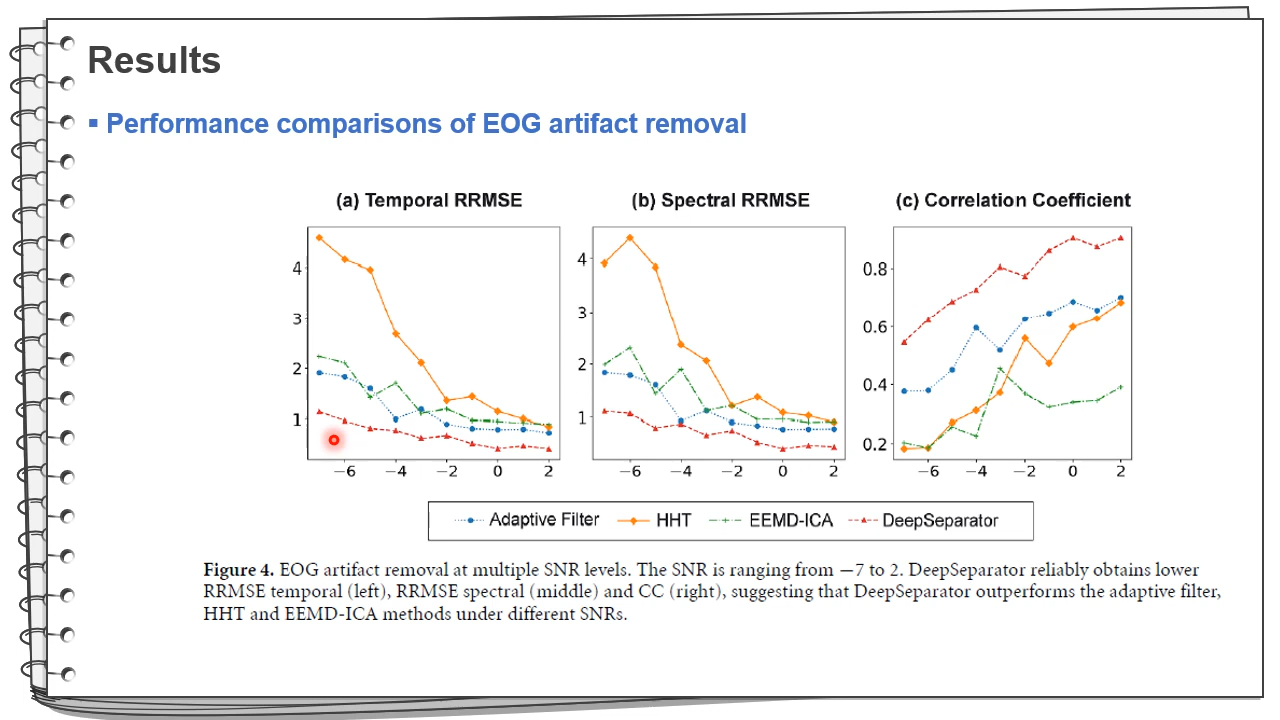 Results
▪ Performance comparisons of EOG artifact removal
(a) Temporal RRMSE
4
3
2
1
−6 −4 −2 0 2
(b) Spectral RRMSE
4
3
2
1
−6 −4 −2 0 2
(c) Correlation Coefficient
0.8
0.6
0.4
0.2
−6 −4 −2 0 2
Adaptive Filter HHT EEMD-ICA DeepSeparator
Figure 4. EOG artifact removal at multiple SNR levels. The SNR is ranging from −7 to 2. DeepSeparator reliably obtains lower
RRMSE temporal (left), RRMSE spectral (middle) and CC (right), suggesting that DeepSeparator outperforms the adaptive filter,
HHT and EEMD-ICA methods under different SNRs.